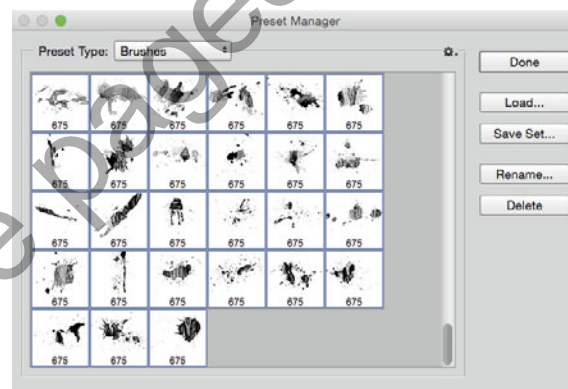 Preset Manager
Preset Type: Brushes
Done
Load...
Save Set...
Rename...
Delete
675 675 675 675 675 675
675 675 675 675 675 675
675 675 675 675 675 675
675 675 675 675 675 675
675 675 675
e pages